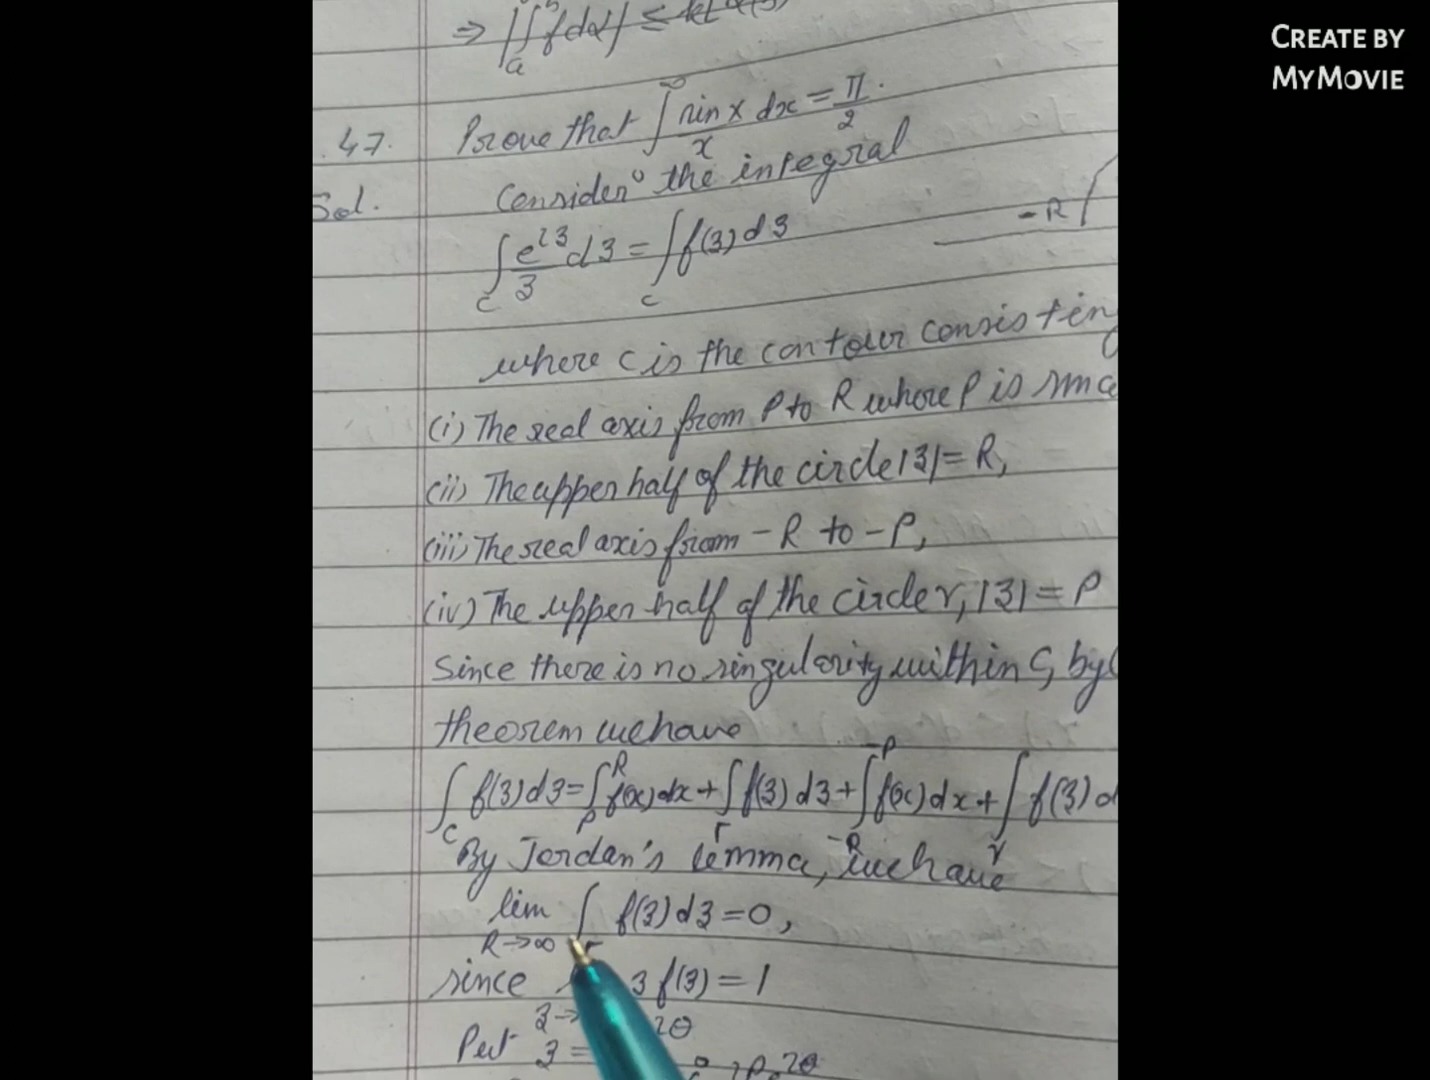 CREATE BY
MYMOVIE
⇒ |∫∫ f dα| ≤
G
47. Prove that ∫₀^∞ sin x / x dx = π/2.
Sol. Consider the integral
∫_C e^{iz}/z dz = ∫_C f(z) dz
-R
where C is the contour consisting
(i) The real axis from ρ to R where ρ is sma
(ii) The upper half of the circle |z| = R,
(iii) The real axis from -R to -ρ,
(iv) The upper half of the circle γ, |z| = ρ
Since there is no singularity within C, by
theorem we have
∫_C f(z) dz = ∫_ρ^R f(x) dx + ∫_Γ f(z) dz + ∫_{-R}^{-ρ} f(x) dx + ∫_γ f(z) d
By Jordan's lemma, we have
lim_{R→∞} ∫_Γ f(z) dz = 0,
since z f(z) = 1
z→
Put z = iθ